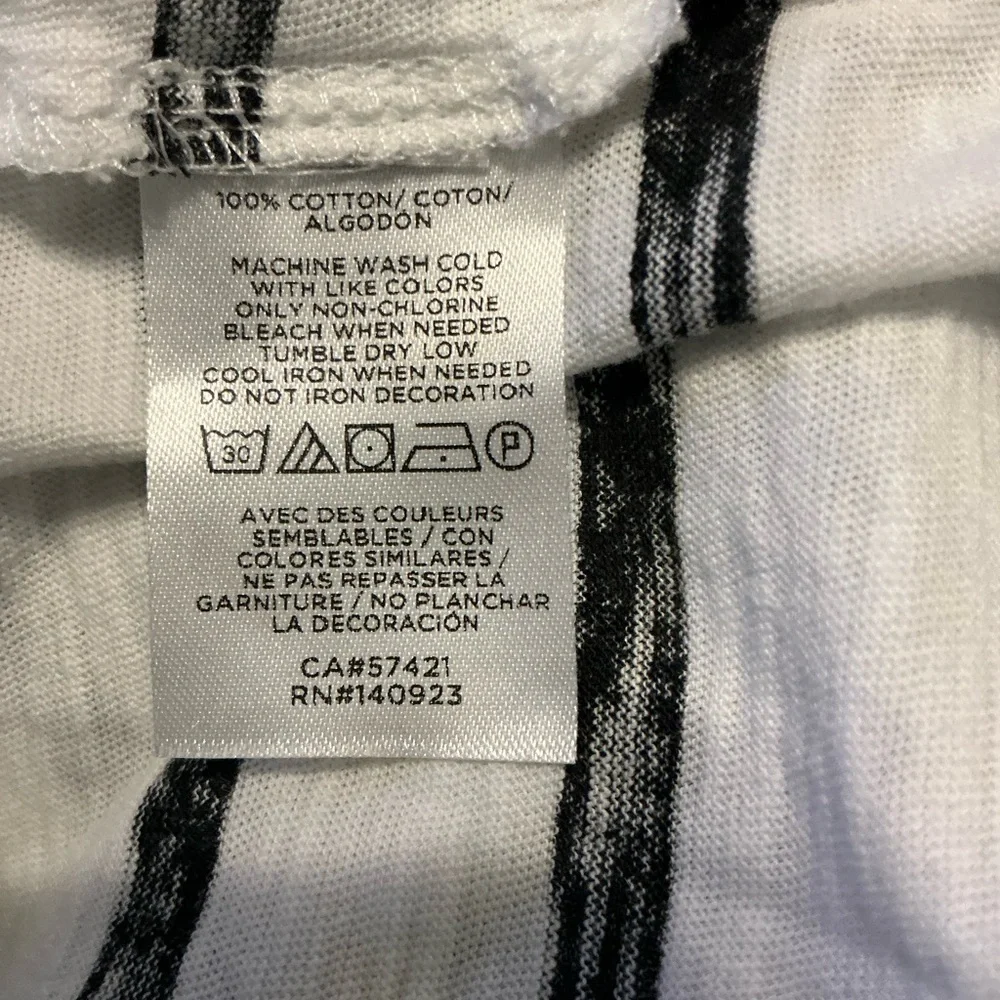 100% COTTON/ COTON/
ALGODÓN
MACHINE WASH COLD
WITH LIKE COLORS
ONLY NON-CHLORINE
BLEACH WHEN NEEDED
TUMBLE DRY LOW
COOL IRON WHEN NEEDED
DO NOT IRON DECORATION
30 P
AVEC DES COULEURS
SEMBLABLES / CON
COLORES SIMILARES /
NE PAS REPASSER LA
GARNITURE / NO PLANCHAR
LA DECORACIÓN
CA#57421
RN#140923